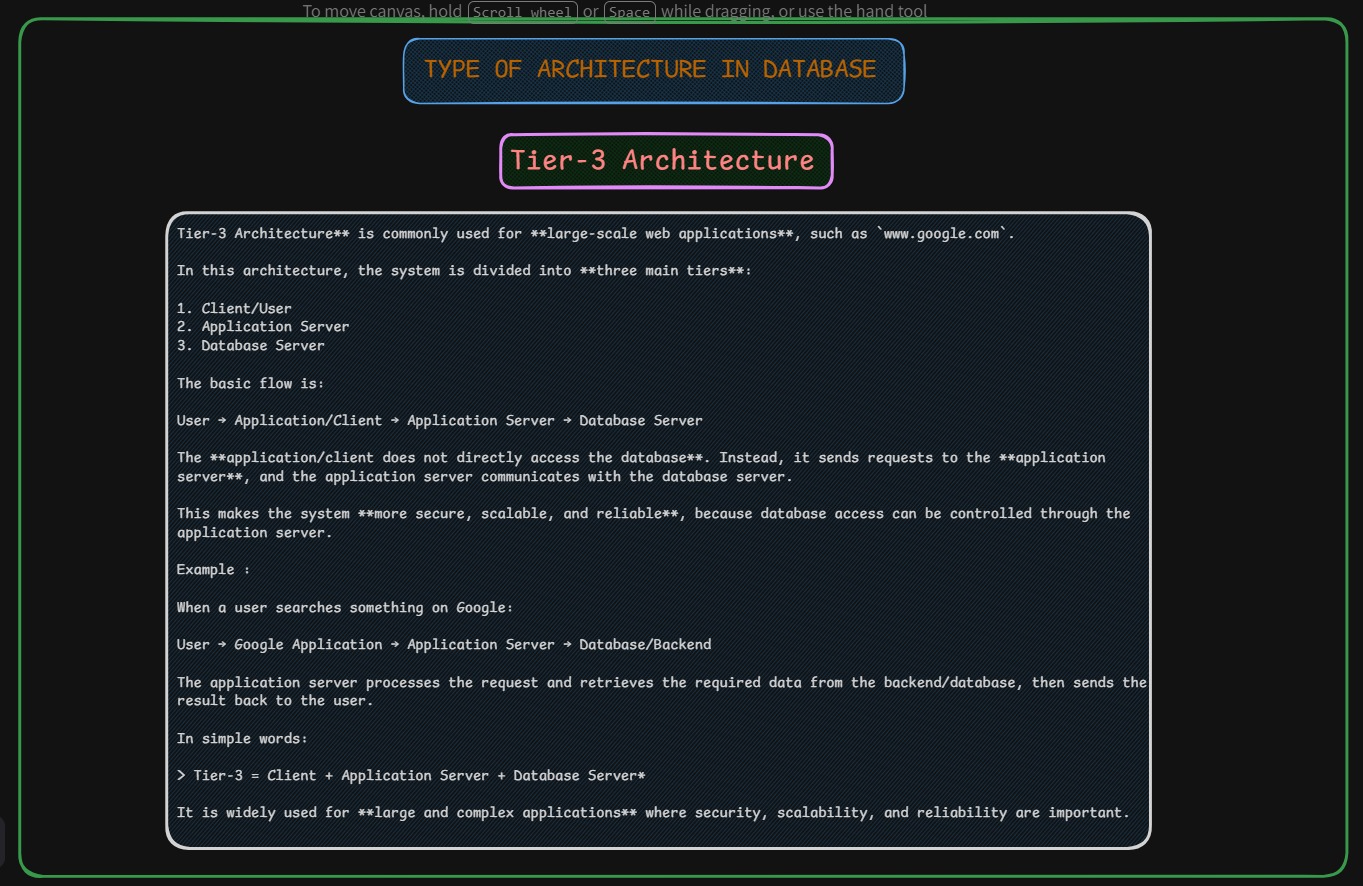 To move canvas, hold Scroll wheel or Space while dragging, or use the hand tool
TYPE OF ARCHITECTURE IN DATABASE
Tier-3 Architecture
Tier-3 Architecture** is commonly used for **large-scale web applications**, such as `www.google.com`.
In this architecture, the system is divided into **three main tiers**:
1. Client/User
2. Application Server
3. Database Server
The basic flow is:
User → Application/Client → Application Server → Database Server
The **application/client does not directly access the database**. Instead, it sends requests to the **application
server**, and the application server communicates with the database server.
This makes the system **more secure, scalable, and reliable**, because database access can be controlled through the
application server.
Example :
When a user searches something on Google:
User → Google Application → Application Server → Database/Backend
The application server processes the request and retrieves the required data from the backend/database, then sends the
result back to the user.
In simple words:
> Tier-3 = Client + Application Server + Database Server*
It is widely used for **large and complex applications** where security, scalability, and reliability are important.